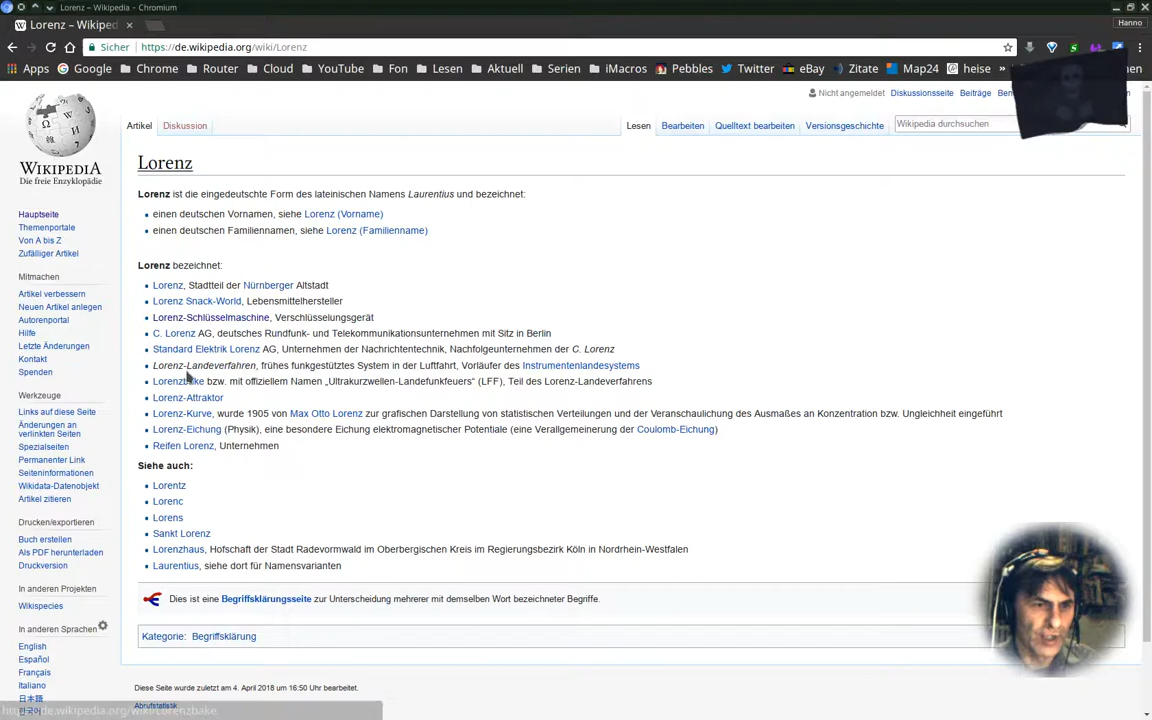 Lorenz – Wikipedia - Chromium
Lorenz – Wikiped
Hanno
Sicher https://de.wikipedia.org/wiki/Lorenz
Apps Google Chrome Router Cloud YouTube Fon Lesen Aktuell Serien iMacros Pebbles Twitter eBay Zitate Map24 heise »
Nicht angemeldet Diskussionsseite Beiträge
Artikel Diskussion Lesen Bearbeiten Quelltext bearbeiten Versionsgeschichte Wikipedia durchsuchen
WIKIPEDIA
Die freie Enzyklopädie
Hauptseite
Themenportale
Von A bis Z
Zufälliger Artikel
Mitmachen
Artikel verbessern
Neuen Artikel anlegen
Autorenportal
Hilfe
Letzte Änderungen
Kontakt
Spenden
Werkzeuge
Links auf diese Seite
Änderungen an
verlinkten Seiten
Spezialseiten
Permanenter Link
Seiteninformationen
Wikidata-Datenobjekt
Artikel zitieren
Drucken/exportieren
Buch erstellen
Als PDF herunterladen
Druckversion
In anderen Projekten
Wikispecies
In anderen Sprachen
English
Español
Français
Italiano
日本語
한국어
Lorenz
Lorenz ist die eingedeutschte Form des lateinischen Namens Laurentius und bezeichnet:
einen deutschen Vornamen, siehe Lorenz (Vorname)
einen deutschen Familiennamen, siehe Lorenz (Familienname)
Lorenz bezeichnet:
Lorenz, Stadtteil der Nürnberger Altstadt
Lorenz Snack-World, Lebensmittelhersteller
Lorenz-Schlüsselmaschine, Verschlüsselungsgerät
C. Lorenz AG, deutsches Rundfunk- und Telekommunikationsunternehmen mit Sitz in Berlin
Standard Elektrik Lorenz AG, Unternehmen der Nachrichtentechnik, Nachfolgeunternehmen der C. Lorenz
Lorenz-Landeverfahren, frühes funkgestütztes System in der Luftfahrt, Vorläufer des Instrumentenlandesystems
Lorenzbake bzw. mit offiziellem Namen „Ultrakurzwellen-Landefunkfeuers“ (LFF), Teil des Lorenz-Landeverfahrens
Lorenz-Attraktor
Lorenz-Kurve, wurde 1905 von Max Otto Lorenz zur grafischen Darstellung von statistischen Verteilungen und der Veranschaulichung des Ausmaßes an Konzentration bzw. Ungleichheit eingeführt
Lorenz-Eichung (Physik), eine besondere Eichung elektromagnetischer Potentiale (eine Verallgemeinerung der Coulomb-Eichung)
Reifen Lorenz, Unternehmen
Siehe auch:
Lorentz
Lorenc
Lorens
Sankt Lorenz
Lorenzhaus, Hofschaft der Stadt Radevormwald im Oberbergischen Kreis im Regierungsbezirk Köln in Nordrhein-Westfalen
Laurentius, siehe dort für Namensvarianten
Dies ist eine Begriffsklärungsseite zur Unterscheidung mehrerer mit demselben Wort bezeichneter Begriffe.
Kategorie: Begriffsklärung
Diese Seite wurde zuletzt am 4. April 2018 um 16:50 Uhr bearbeitet.
Abrufstatistik
https://de.wikipedia.org/wiki/Lorenzbake